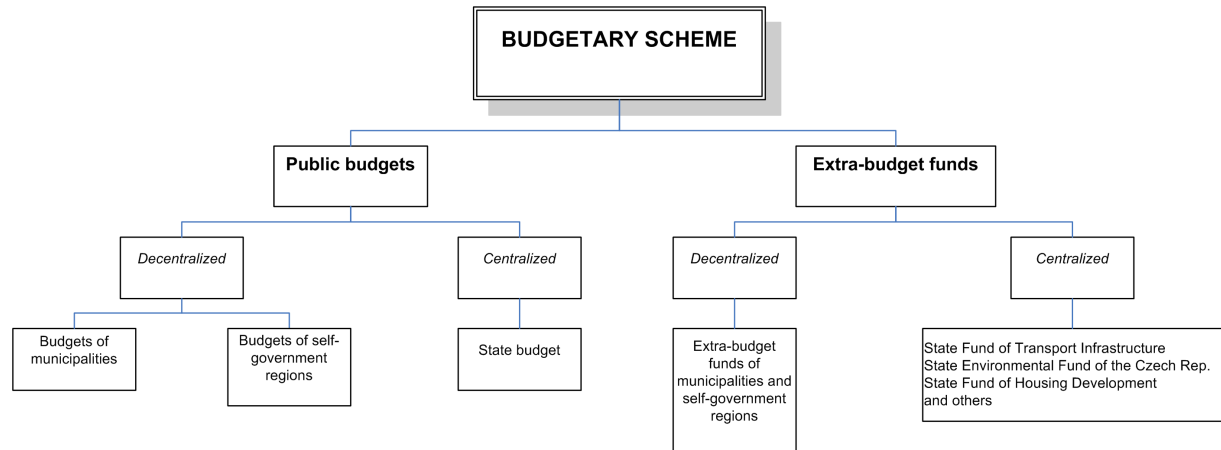 BUDGETARY SCHEME
Public budgets
Extra-budget funds
Decentralized
Centralized
Decentralized
Centralized
Budgets of
municipalities
Budgets of self-
government
regions
State budget
Extra-budget
funds of
municipalities and
self-government
regions
State Fund of Transport Infrastructure
State Environmental Fund of the Czech Rep.
State Fund of Housing Development
and others